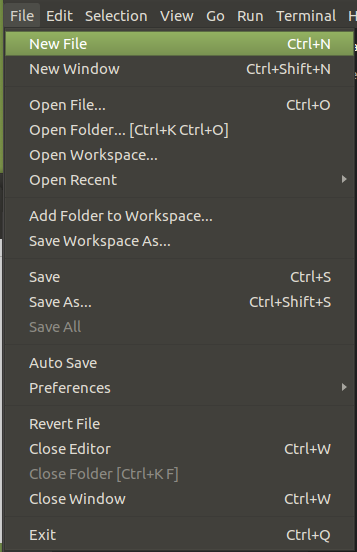 File Edit Selection View Go Run Terminal H
New File Ctrl+N
New Window Ctrl+Shift+N
Open File... Ctrl+O
Open Folder... [Ctrl+K Ctrl+O]
Open Workspace...
Open Recent
Add Folder to Workspace...
Save Workspace As...
Save Ctrl+S
Save As... Ctrl+Shift+S
Save All
Auto Save
Preferences
Revert File
Close Editor Ctrl+W
Close Folder [Ctrl+K F]
Close Window Ctrl+W
Exit Ctrl+Q